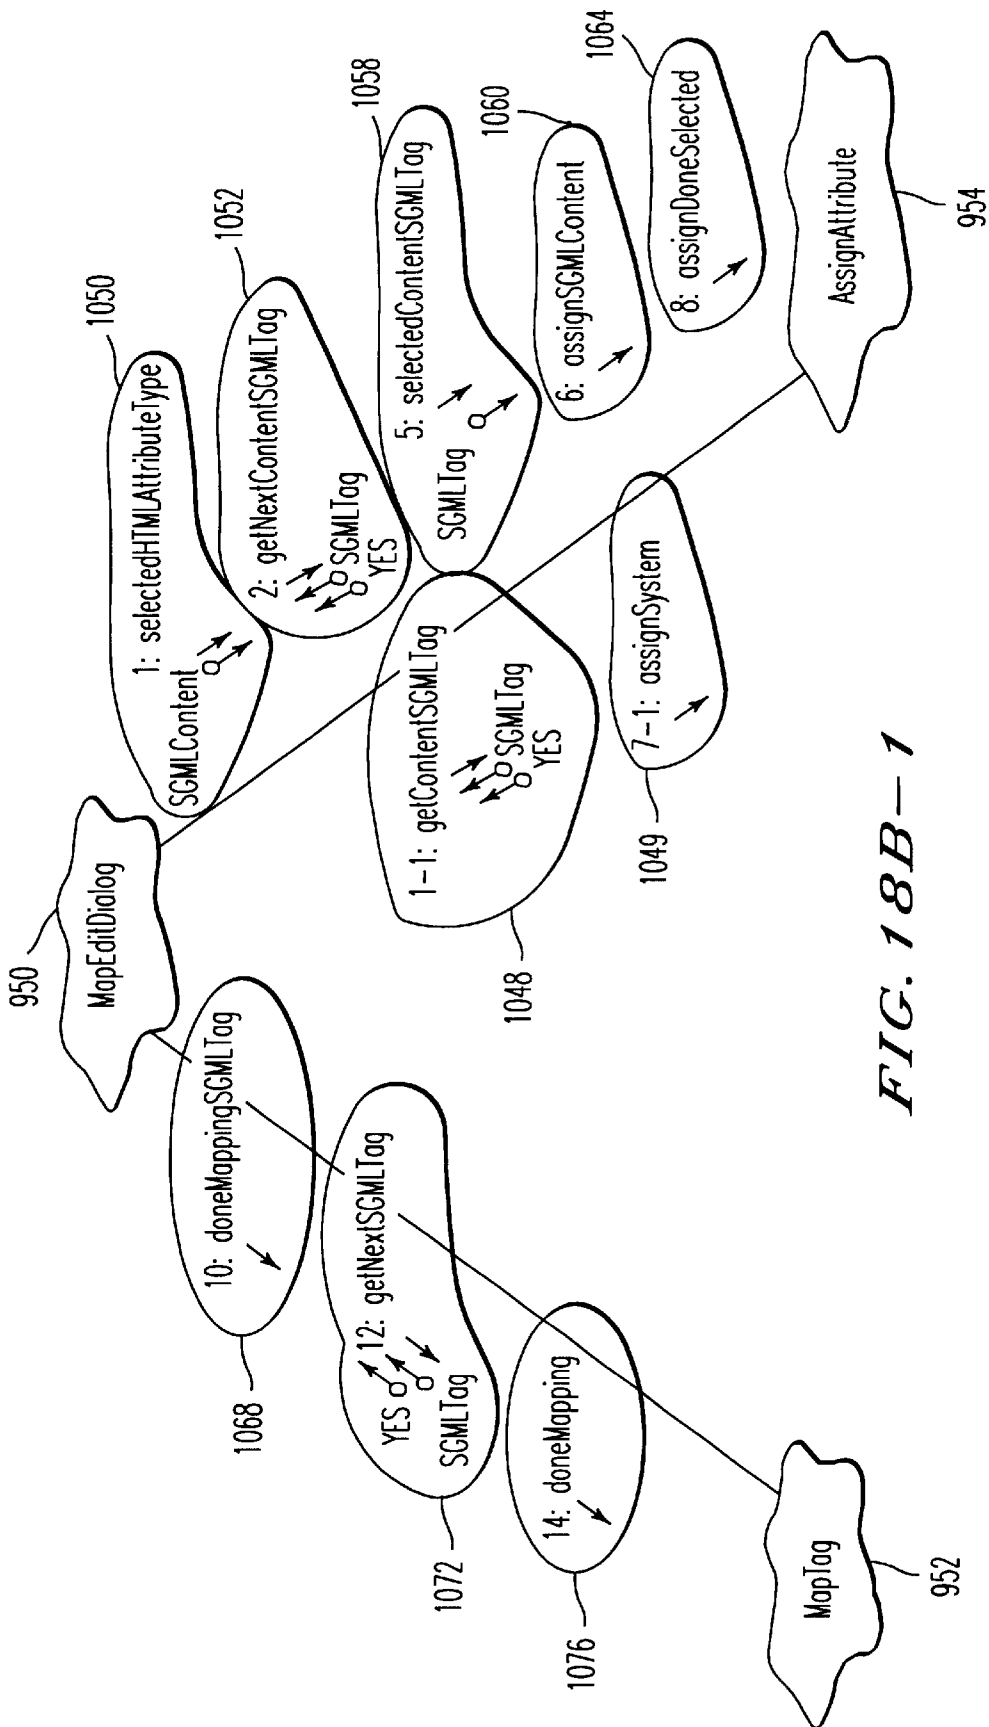 950
MapEditDialog
1050
1: selectedHTMLAttributeType
SGMLContent
1052
2: getNextContentSGMLTag
SGMLTag
YES
1058
5: selectedContentSGMLTag
SGMLTag
1060
6: assignSGMLContent
1064
8: assignDoneSelected
AssignAttribute
954
1-1: getContentSGMLTag
SGMLTag
YES
1048
7-1: assignSystem
1049
10: doneMappingSGMLTag
1068
12: getNextSGMLTag
YES
SGMLTag
1072
14: doneMapping
1076
MapTag
952
FIG. 18B-1